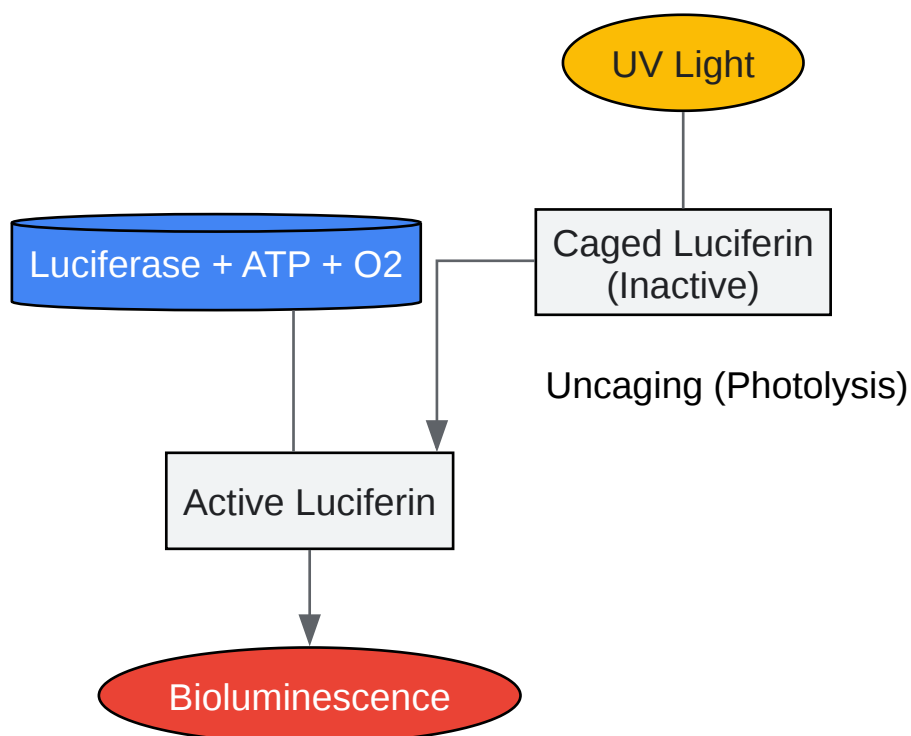 UV Light
Luciferase + ATP + O2
Caged Luciferin
(Inactive)
Uncaging (Photolysis)
Active Luciferin
Bioluminescence